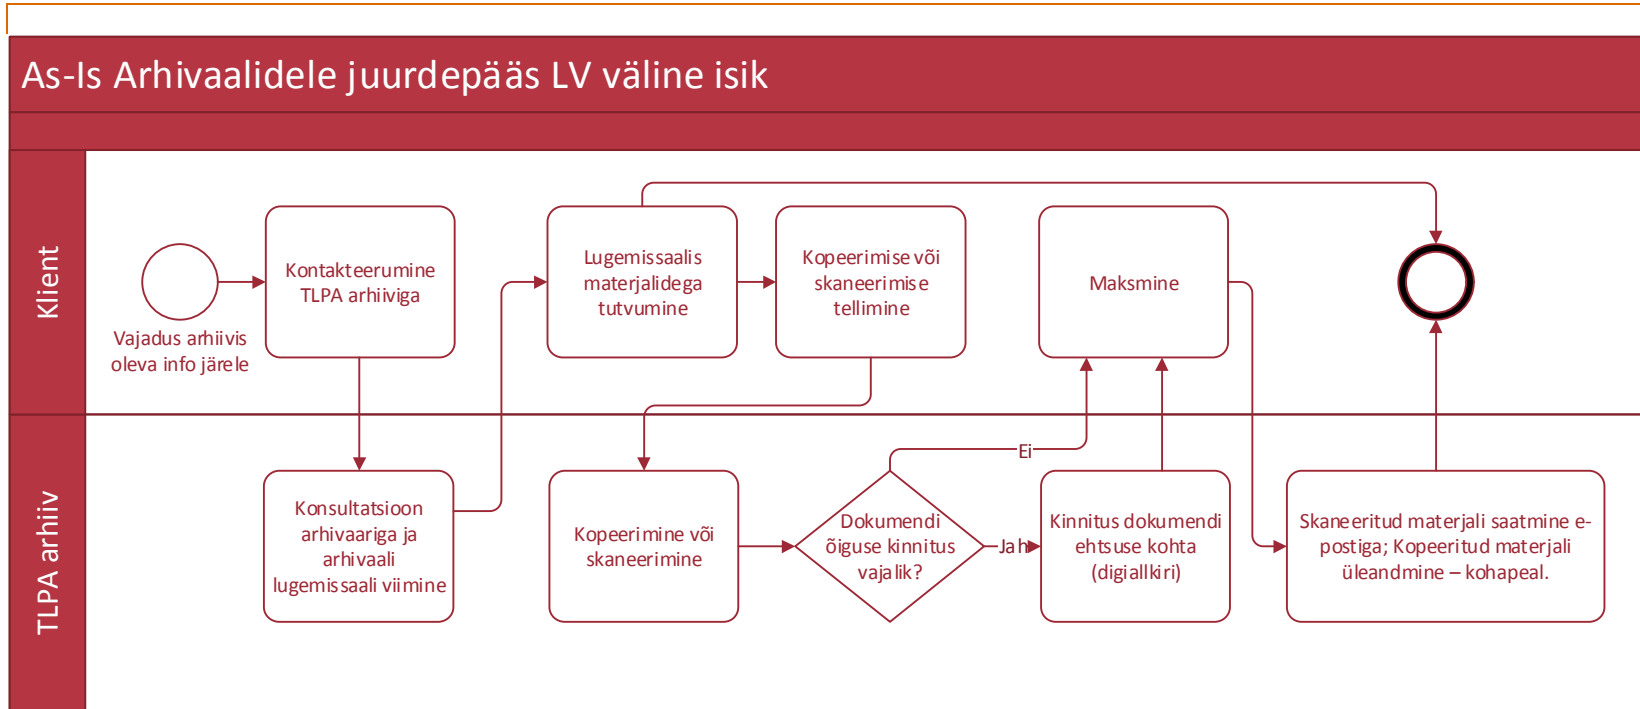 As-Is Arhivaalidele juurdepääs LV väline isik
Klient
Vajadus arhiivis
oleva info järele
Kontakteerumine
TLPA arhiiviga
Lugemissaalis
materjalidega
tutvumine
Kopeerimise või
skaneerimise
tellimine
Maksmine
TLPA arhiiv
Konsultatsioon
arhivaariga ja
arhivaali
lugemissaali viimine
Kopeerimine või
skaneerimine
Dokumendi
õiguse kinnitus
vajalik?
Ei
Jah
Kinnitus dokumendi
ehtsuse kohta
(digiallkiri)
Skaneeritud materjali saatmine e-
postiga; Kopeeritud materjali
üleandmine – kohapeal.